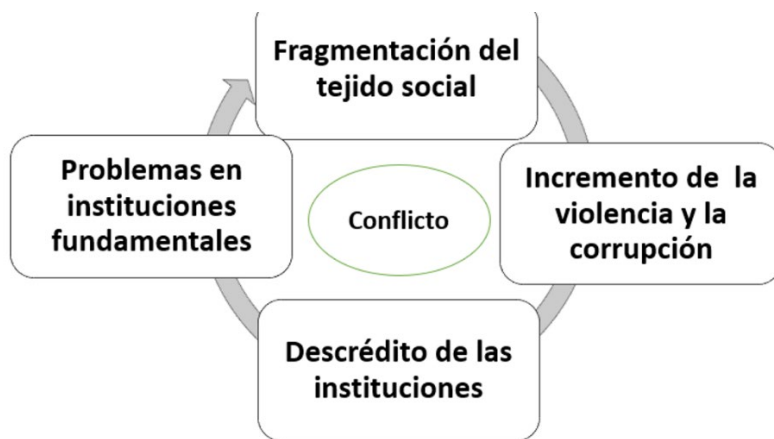 Fragmentación del
tejido social
Incremento de la
violencia y la
corrupción
Descrédito de las
instituciones
Problemas en
instituciones
fundamentales
Conflicto